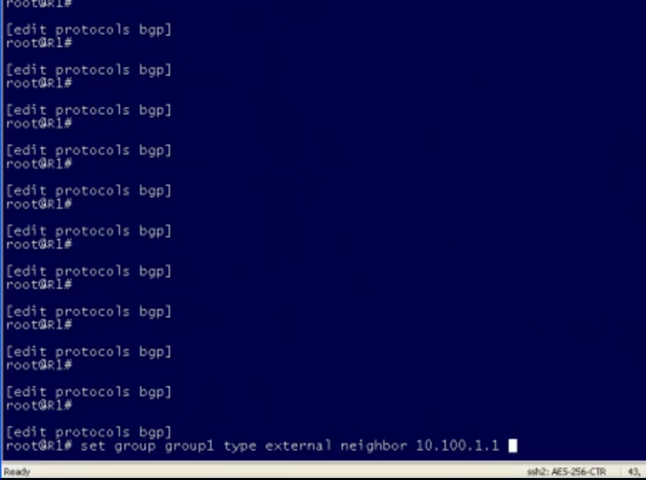 root@R1#
[edit protocols bgp]
root@R1#
[edit protocols bgp]
root@R1#
[edit protocols bgp]
root@R1#
[edit protocols bgp]
root@R1#
[edit protocols bgp]
root@R1#
[edit protocols bgp]
root@R1#
[edit protocols bgp]
root@R1#
[edit protocols bgp]
root@R1#
[edit protocols bgp]
root@R1#
[edit protocols bgp]
root@R1#
[edit protocols bgp]
root@R1# set group group1 type external neighbor 10.100.1.1
Ready ssh2: AES-256-CTR 43,